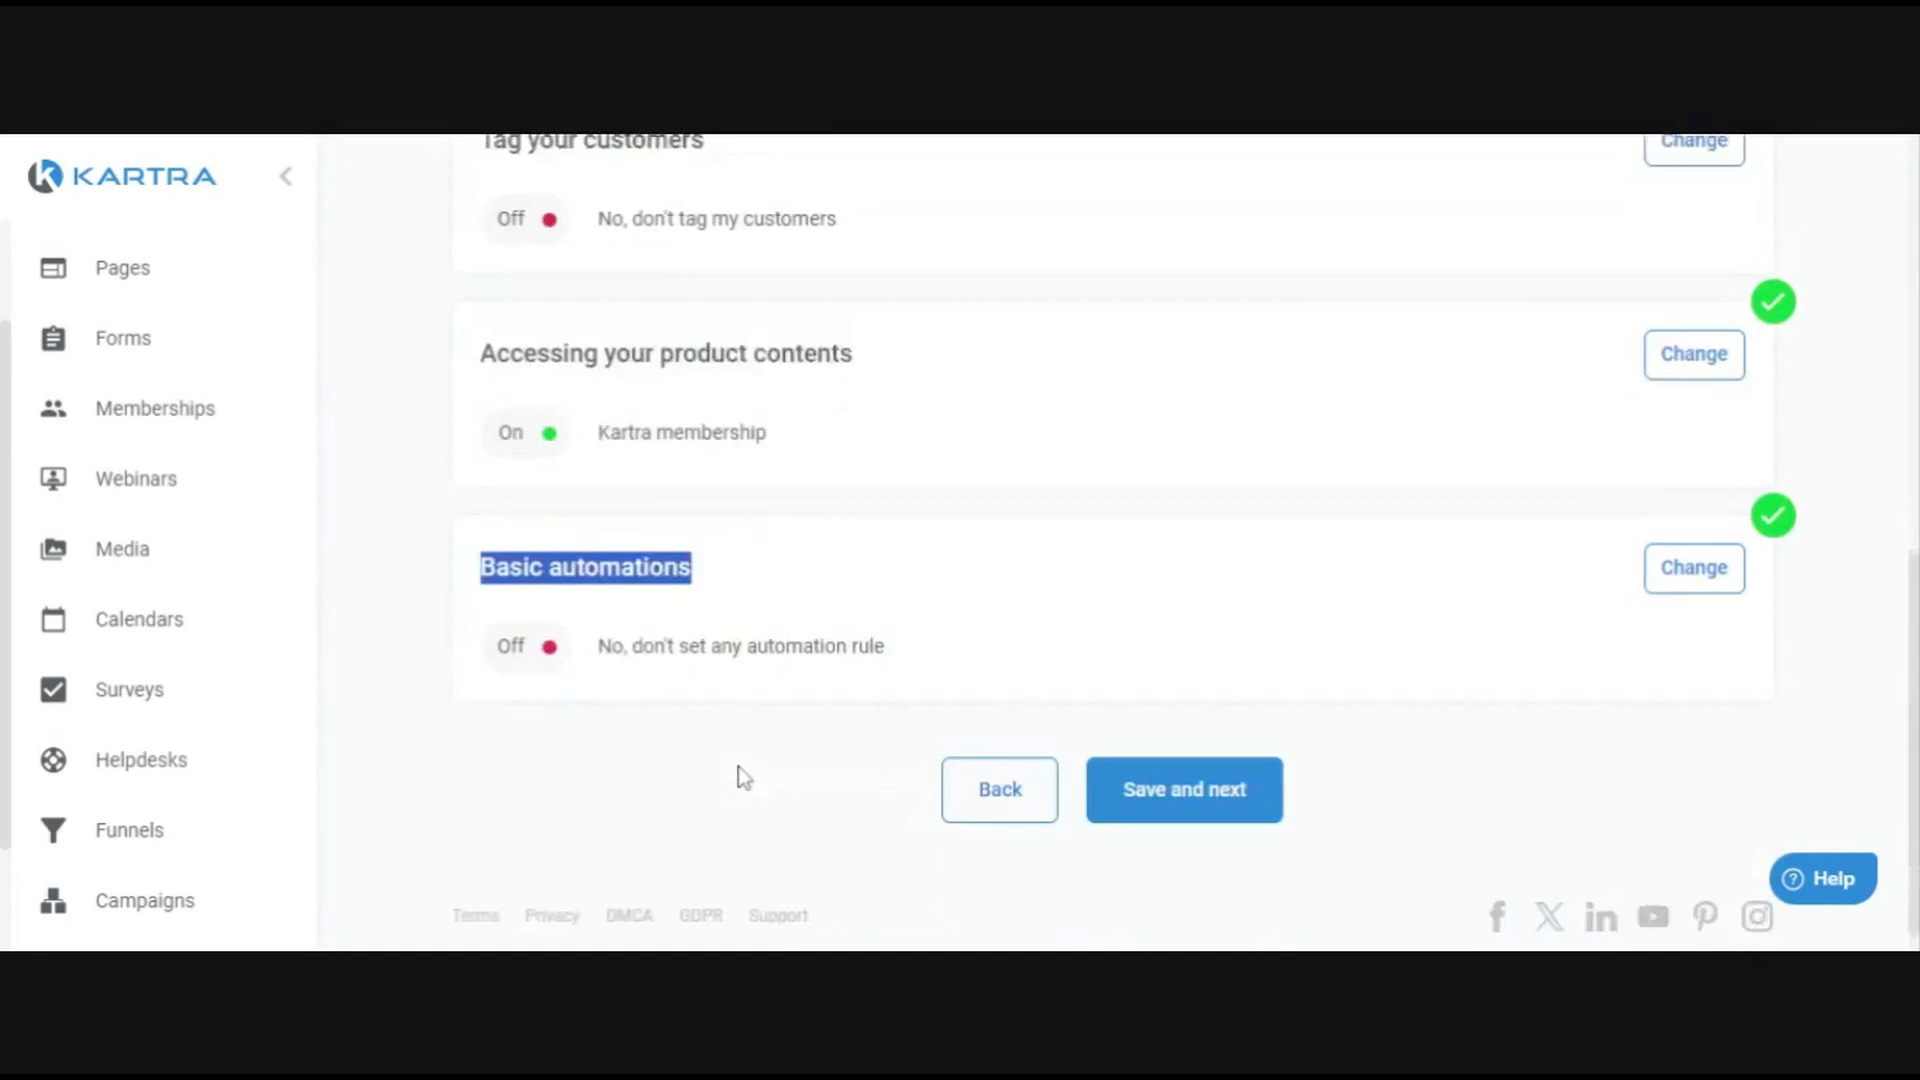 KARTRA
Pages
Forms
Memberships
Webinars
Media
Calendars
Surveys
Helpdesks
Funnels
Campaigns
Tag your customers
Change
Off
No, don't tag my customers
Accessing your product contents
Change
On
Kartra membership
Basic automations
Change
Off
No, don't set any automation rule
Back
Save and next
Help
Terms
Privacy
DMCA
GDPR
Support